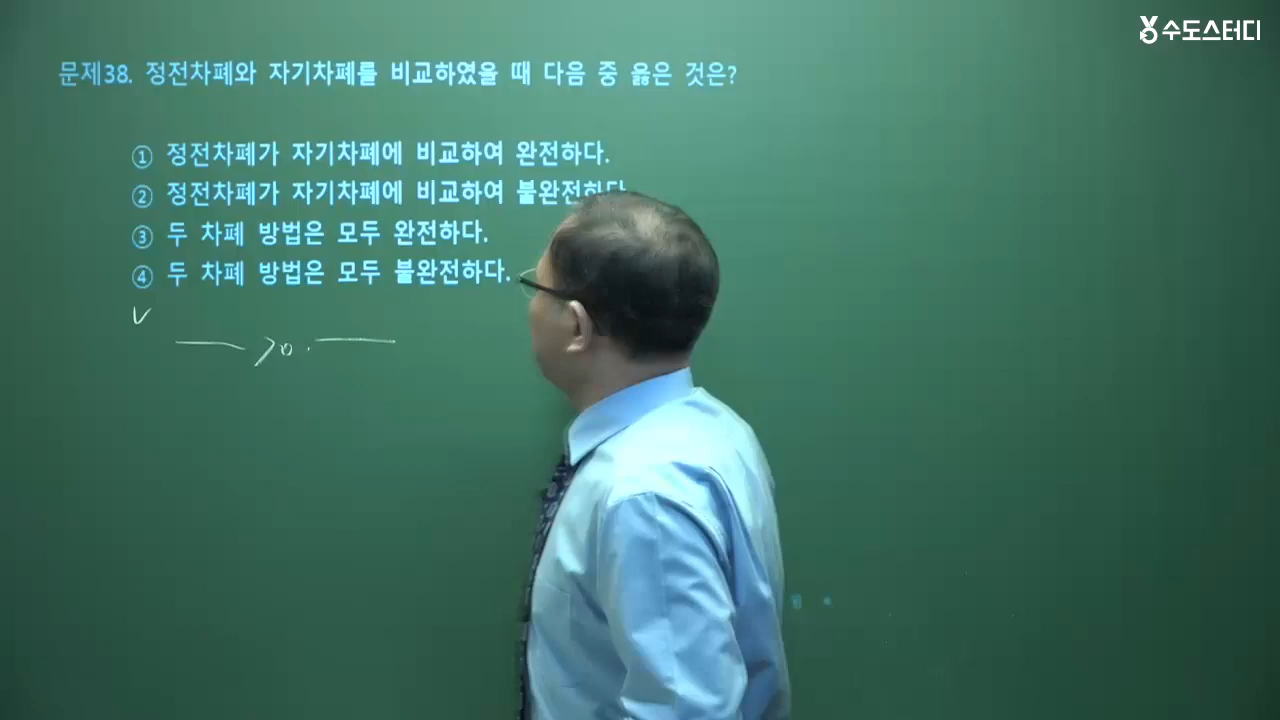 수도스터디
문제38. 정전차폐와 자기차폐를 비교하였을 때 다음 중 옳은 것은?
① 정전차폐가 자기차폐에 비교하여 완전하다.
② 정전차폐가 자기차폐에 비교하여 불완전하다.
③ 두 차폐 방법은 모두 완전하다.
④ 두 차폐 방법은 모두 불완전하다.